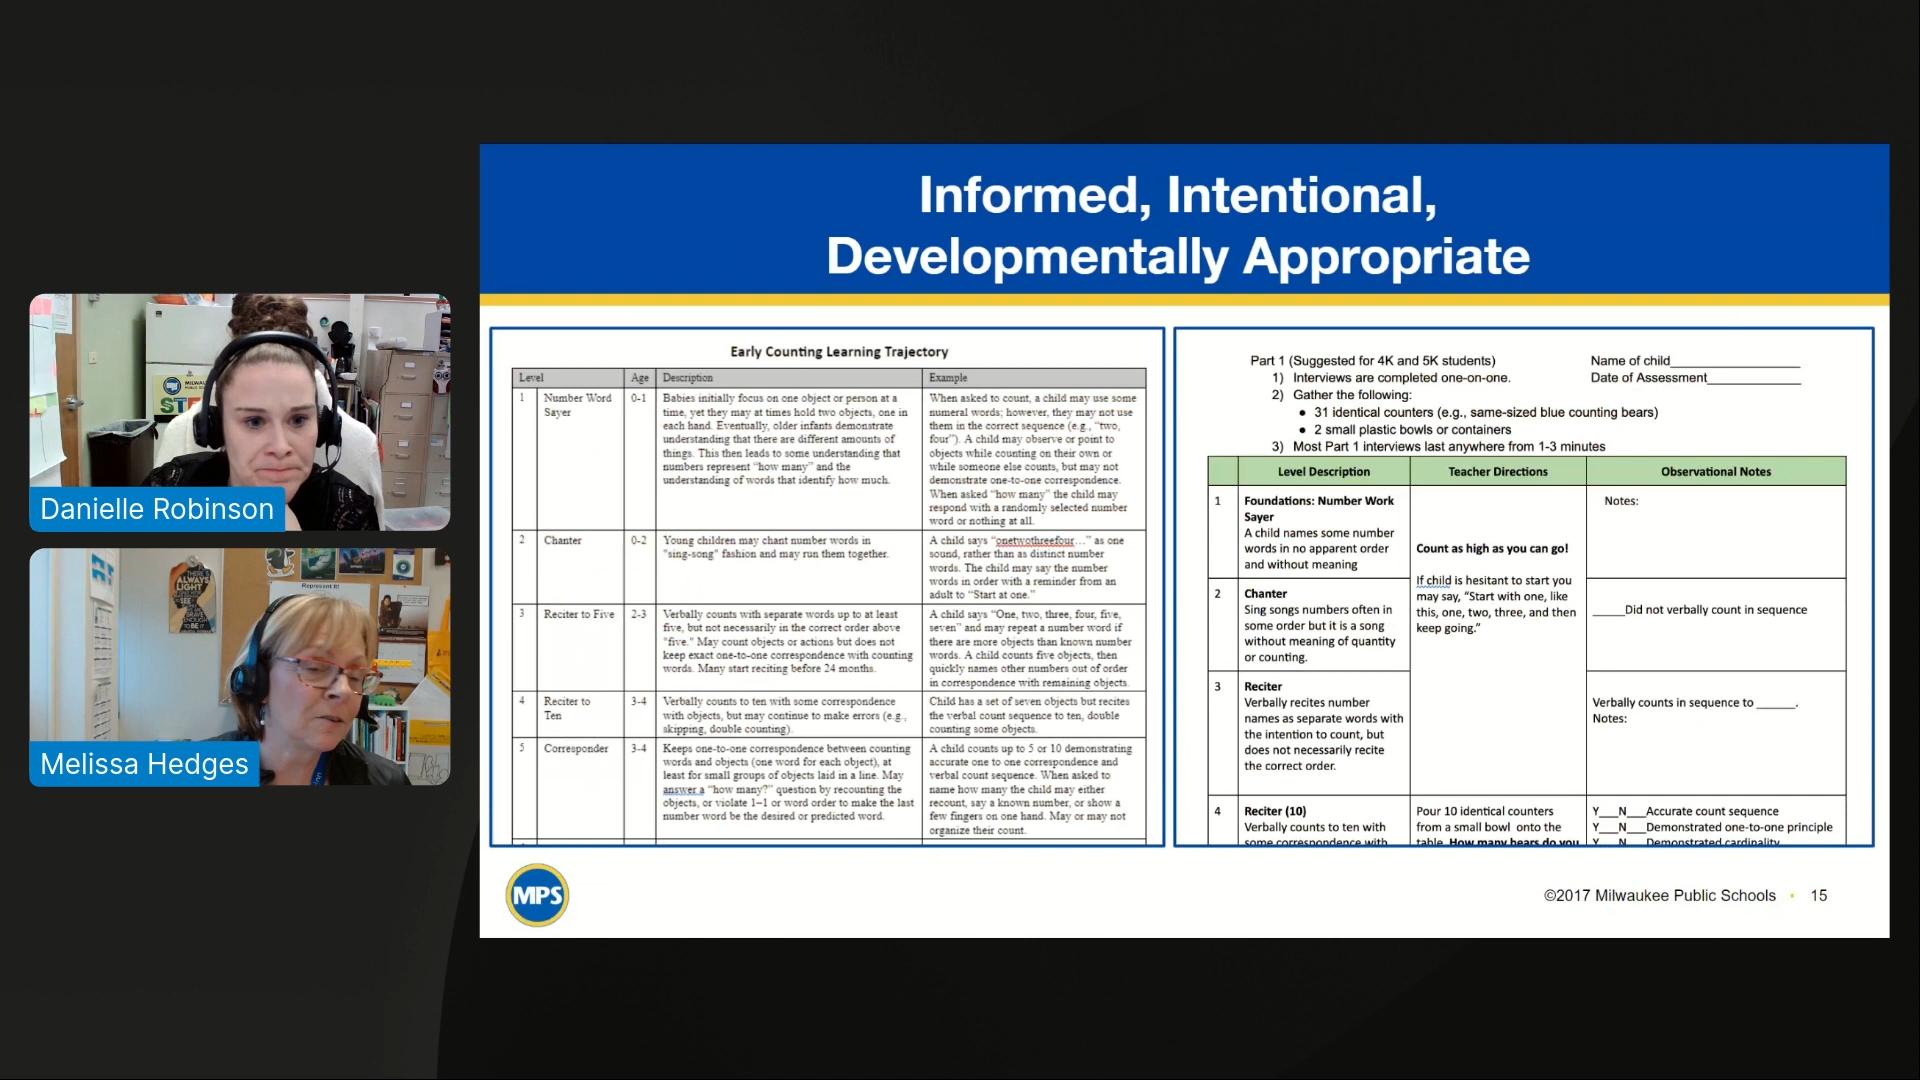 Informed, Intentional,
Developmentally Appropriate
Danielle Robinson
Melissa Hedges
Represent It!
THERE IS
ALWAYS
LIGHT
Early Counting Learning Trajectory
Level Age Description Example
1 Number Word
Sayer
0-1
Babies initially focus on one object or person at a
time, yet they may at times hold two objects, one in
each hand. Eventually, older infants demonstrate
understanding that there are different amounts of
things. This then leads to some understanding that
numbers represent "how many" and the
understanding of words that identify how much.
When asked to count, a child may use some
numeral words; however, they may not use
them in the correct sequence (e.g., "two,
four"). A child may observe or point to
objects while counting on their own or
while someone else counts, but may not
demonstrate one-to-one correspondence.
When asked "how many" the child may
respond with a randomly selected number
word or nothing at all.
2 Chanter 0-2
Young children may chant number words in
"sing-song" fashion and may run them together.
A child says "onetwothreefour…" as one
sound, rather than as distinct number
words. The child may say the number
words in order with a reminder from an
adult to "Start at one."
3 Reciter to Five 2-3
Verbally counts with separate words up to at least
five, but not necessarily in the correct order above
"five." May count objects or actions but does not
keep exact one-to-one correspondence with counting
words. Many start reciting before 24 months.
A child says "One, two, three, four, five,
seven" and may repeat a number word if
there are more objects than known number
words. A child counts five objects, then
quickly names other numbers out of order
in correspondence with remaining objects.
4 Reciter to
Ten
3-4
Verbally counts to ten with some correspondence
with objects, but may continue to make errors (e.g.,
skipping, double counting).
Child has a set of seven objects but recites
the verbal count sequence to ten, double
counting some objects.
5 Corresponder 3-4
Keeps one-to-one correspondence between counting
words and objects (one word for each object), at
least for small groups of objects laid in a line. May
answer a "how many?" question by recounting the
objects, or violate 1–1 or word order to make the last
number word be the desired or predicted word.
A child counts up to 5 or 10 demonstrating
accurate one to one correspondence and
verbal count sequence. When asked to
name how many the child may either
recount, say a known number, or show a
few fingers on one hand. May or may not
organize their count.
Part 1 (Suggested for 4K and 5K students)
Name of child___________________
Date of Assessment______________
1) Interviews are completed one-on-one.
2) Gather the following:
• 31 identical counters (e.g., same-sized blue counting bears)
• 2 small plastic bowls or containers
3) Most Part 1 interviews last anywhere from 1-3 minutes
Level Description Teacher Directions Observational Notes
1 Foundations: Number Work
Sayer
A child names some number
words in no apparent order
and without meaning
Count as high as you can go!
If child is hesitant to start you
may say, "Start with one, like
this, one, two, three, and then
keep going."
Notes:
2 Chanter
Sing songs numbers often in
some order but it is a song
without meaning of quantity
or counting.
_____Did not verbally count in sequence
3 Reciter
Verbally recites number
names as separate words with
the intention to count, but
does not necessarily recite
the correct order.
Verbally counts in sequence to ______.
Notes:
4 Reciter (10)
Verbally counts to ten with
some correspondence with
Pour 10 identical counters
from a small bowl onto the
table. How many bears do you
Y___N___Accurate count sequence
Y___N___Demonstrated one-to-one principle
Y___N___Demonstrated cardinality
MPS
©2017 Milwaukee Public Schools • 15